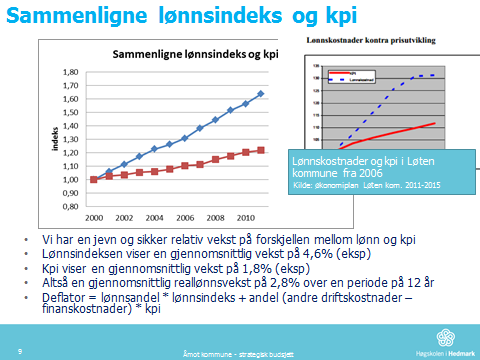 Sammenligne lønnsindeks og kpi
Sammenligne lønnsindeks og kpi
indeks
1,80
1,70
1,60
1,50
1,40
1,30
1,20
1,10
1,00
0,90
0,80
2000 2002 2004 2006 2008 2010
Lønnskostnader kontra prisutvikling
Lønnskostnad
Lønnskostnader og kpi i Løten
kommune fra 2006
Kilde: økonomiplan Løten kom. 2011-2015
• Vi har en jevn og sikker relativ vekst på forskjellen mellom lønn og kpi
• Lønnsindeksen viser en gjennomsnittlig vekst på 4,6% (eksp)
• Kpi viser en gjennomsnittlig vekst på 1,8% (eksp)
• Altså en gjennomsnittlig reallønnsvekst på 2,8% over en periode på 12 år
• Deflator = lønnsandel * lønnsindeks + andel (andre driftskostnader –
finanskostnader) * kpi
9
Åmot kommune - strategisk budsjett
Høgskolen i Hedmark